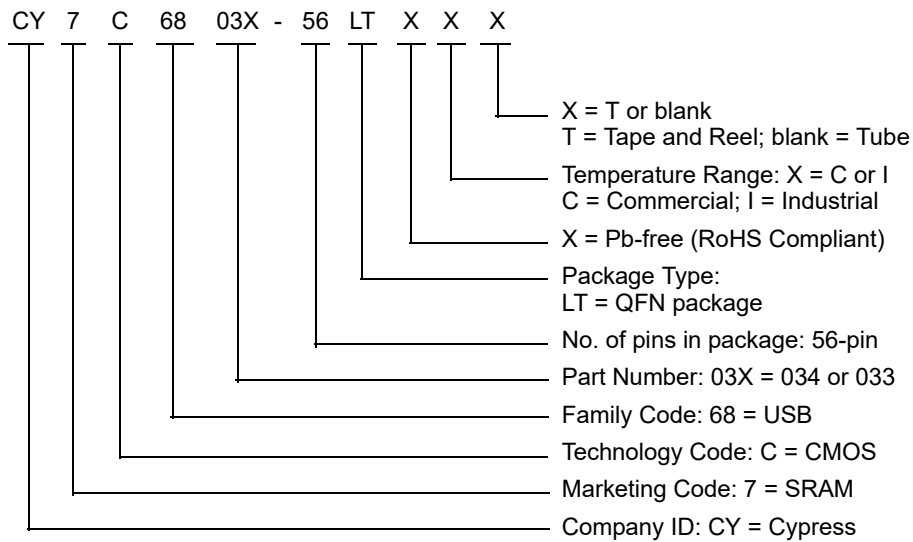 CY 7 C 68 03X - 56 LT X X X
X = T or blank
T = Tape and Reel; blank = Tube
Temperature Range: X = C or I
C = Commercial; I = Industrial
X = Pb-free (RoHS Compliant)
Package Type:
LT = QFN package
No. of pins in package: 56-pin
Part Number: 03X = 034 or 033
Family Code: 68 = USB
Technology Code: C = CMOS
Marketing Code: 7 = SRAM
Company ID: CY = Cypress